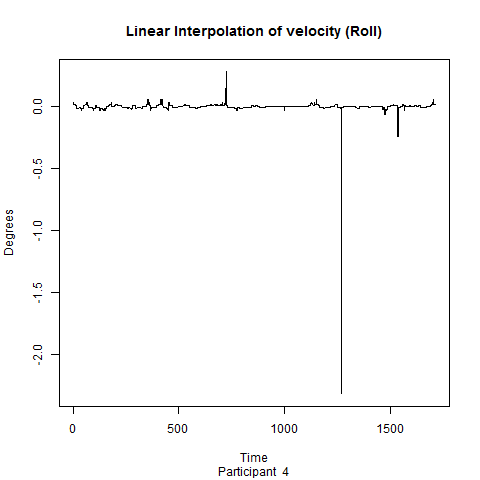 Linear Interpolation of velocity (Roll)
Degrees
0.0
-0.5
-1.0
-1.5
-2.0
0 500 1000 1500
Time
Participant 4